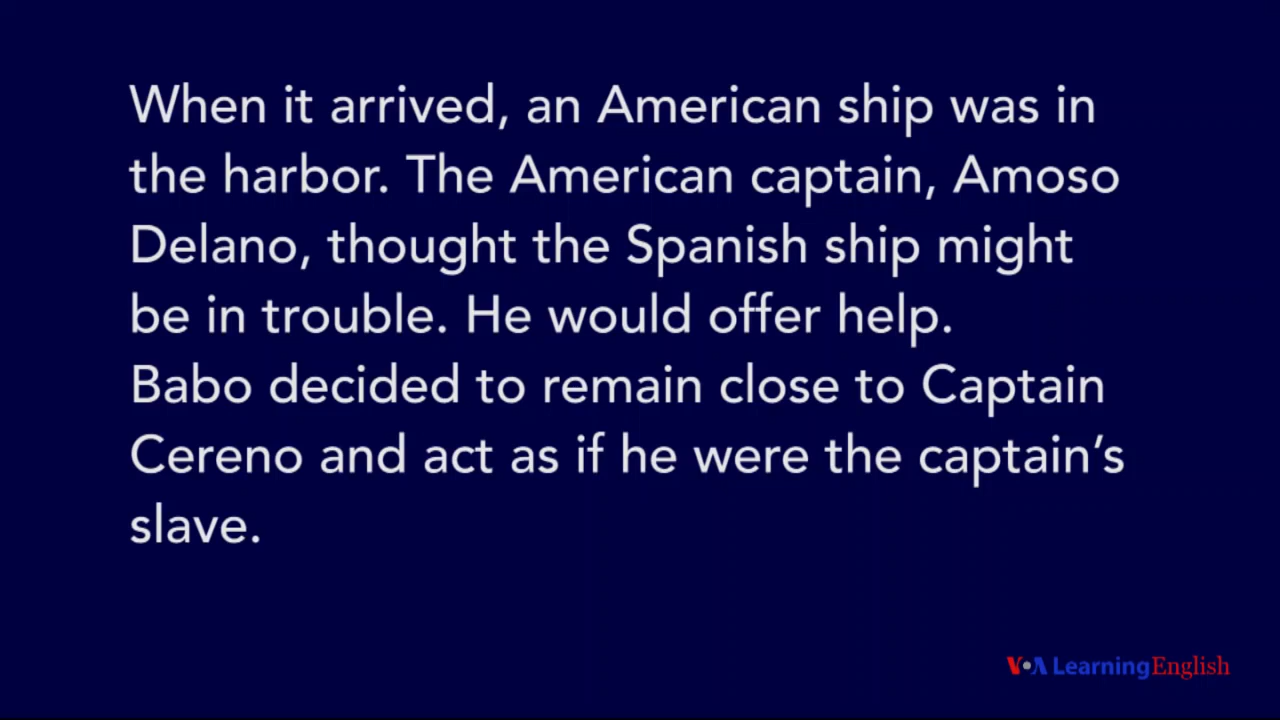 When it arrived, an American ship was in
the harbor. The American captain, Amoso
Delano, thought the Spanish ship might
be in trouble. He would offer help.
Babo decided to remain close to Captain
Cereno and act as if he were the captain’s
slave.
VOA Learning English